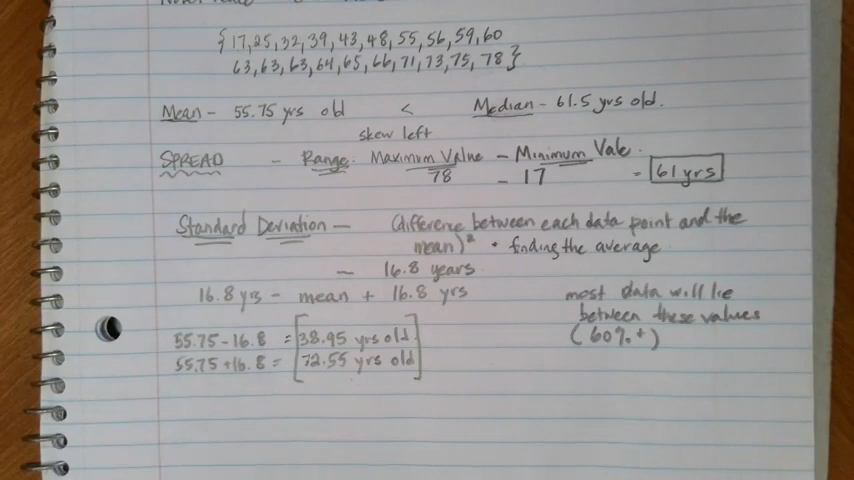 {17, 25, 32, 39, 43, 48, 55, 56, 59, 60
63, 63, 63, 64, 65, 66, 71, 73, 75, 78}
Mean - 55.75 yrs old < Median - 61.5 yrs old.
skew left
SPREAD - Range. Maximum Value - Minimum Vale.
78 - 17 = 61 yrs
Standard Deviation - (difference between each data point and the
mean)² • finding the average
- 16.8 years.
16.8 yrs - mean + 16.8 yrs
most data will lie
between these values
(60%+)
55.75 - 16.8 = [38.95 yrs old]
55.75 + 16.8 = [72.55 yrs old]